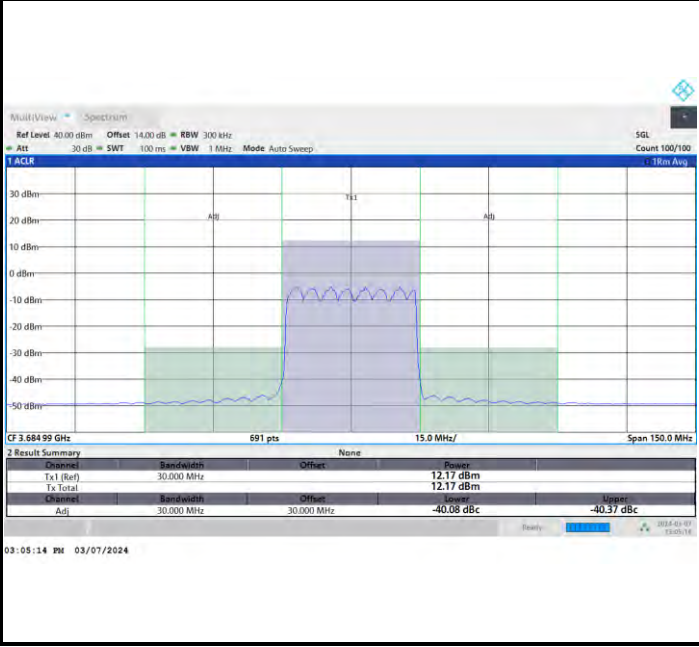 MultiView Spectrum
Ref Level 40.00 dBm Offset 14.00 dB RBW 300 kHz SGL
Att 30 dB SWT 100 ms VBW 1 MHz Mode Auto Sweep Count 100/100
1 ACLR 1Rm Avg
30 dBm
Tx1
20 dBm
Adj Adj
10 dBm
0 dBm
-10 dBm
-20 dBm
-30 dBm
-40 dBm
-50 dBm
CF 3.684 99 GHz 691 pts 15.0 MHz/ Span 150.0 MHz
2 Result Summary None
Channel Bandwidth Offset Power
Tx1 (Ref) 30.000 MHz 12.17 dBm
Tx Total 12.17 dBm
Channel Bandwidth Offset Lower Upper
Adj 30.000 MHz 30.000 MHz -40.08 dBc -40.37 dBc
Ready 2024-03-07
15:05:14
03:05:14 PM 03/07/2024